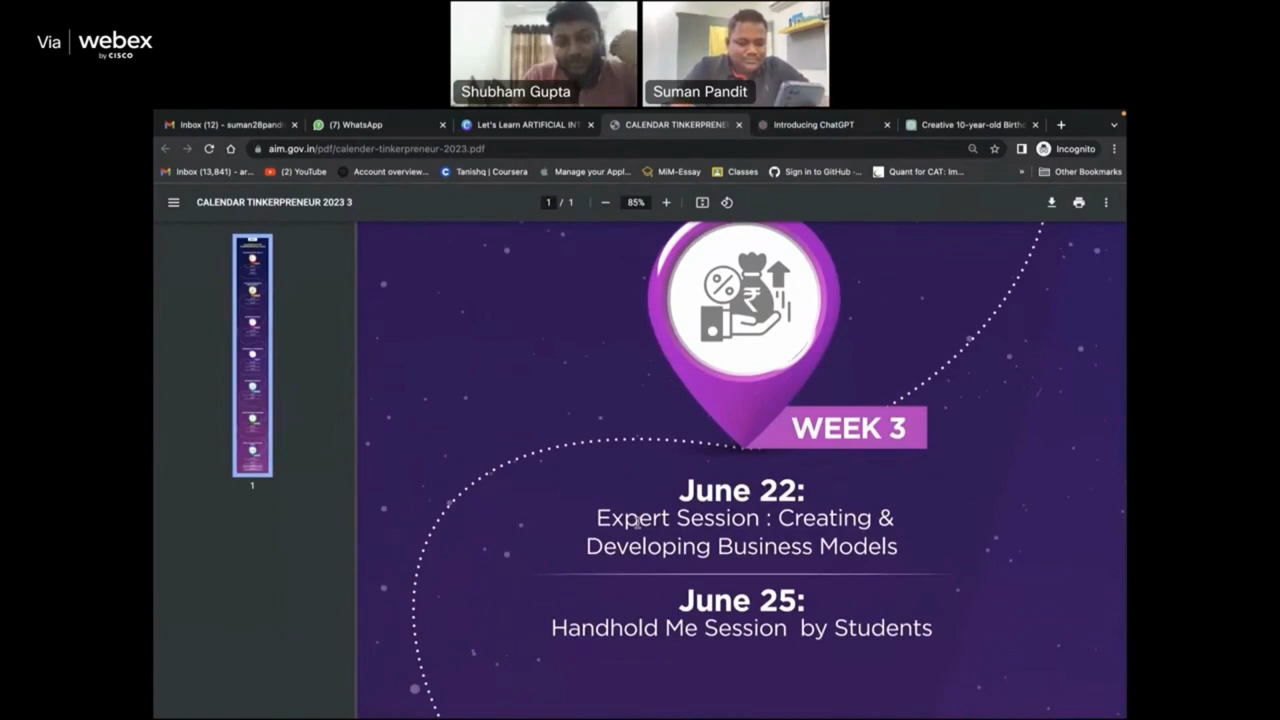 Via webex
by CISCO
Shubham Gupta
Suman Pandit
Inbox (12) - suman28pand
(7) WhatsApp
Let's Learn ARTIFICIAL INT
CALENDAR TINKERPRENE
Introducing ChatGPT
Creative 10-year-old Birth
aim.gov.in/pdf/calender-tinkerpreneur-2023.pdf
Incognito
Inbox (13,841) - ar...
(2) YouTube
Account overview...
Tanishq | Coursera
Manage your Appl...
MiM-Essay
Classes
Sign in to GitHub ·...
Quant for CAT: Im...
»
Other Bookmarks
CALENDAR TINKERPRENEUR 2023 3
1 / 1
85%
1
%
₹
WEEK 3
June 22:
Expert Session : Creating &
Developing Business Models
June 25:
Handhold Me Session by Students